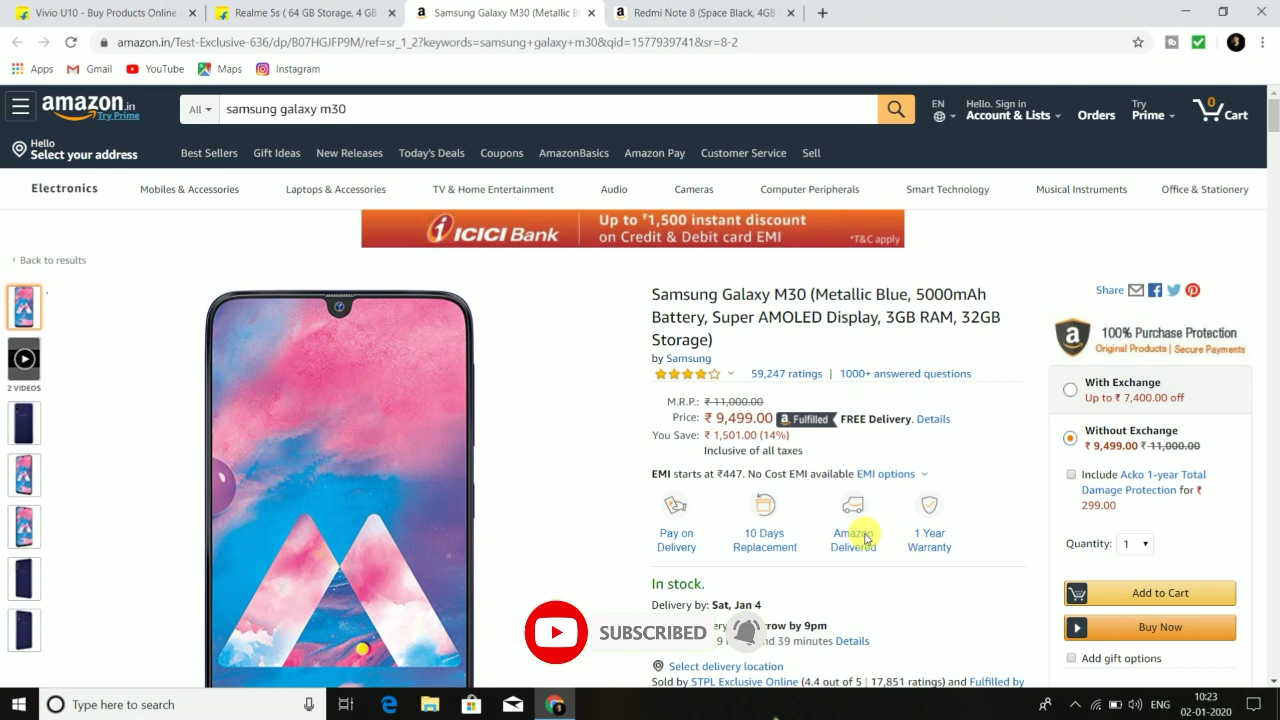 Vivio U10 - Buy Products Online
Realme 5s ( 64 GB Storage, 4 GB
Samsung Galaxy M30 (Metallic Bl
Redmi Note 8 (Space Black, 4GB
amazon.in/Test-Exclusive-636/dp/B07HGJFP9M/ref=sr_1_2?keywords=samsung+galaxy+m30&qid=1577939741&sr=8-2
Apps Gmail YouTube Maps Instagram
amazon.in
Try Prime
All
samsung galaxy m30
EN
Hello. Sign in
Account & Lists
Orders
Try
Prime
0
Cart
Hello
Select your address
Best Sellers Gift Ideas New Releases Today's Deals Coupons AmazonBasics Amazon Pay Customer Service Sell
Electronics Mobiles & Accessories Laptops & Accessories TV & Home Entertainment Audio Cameras Computer Peripherals Smart Technology Musical Instruments Office & Stationery
ICICI Bank
Up to ₹1,500 instant discount
on Credit & Debit card EMI
*T&C apply
‹ Back to results
2 VIDEOS
Samsung Galaxy M30 (Metallic Blue, 5000mAh
Battery, Super AMOLED Display, 3GB RAM, 32GB
Storage)
by Samsung
59,247 ratings | 1000+ answered questions
M.R.P.: ₹ 11,000.00
Price: ₹ 9,499.00 a Fulfilled FREE Delivery. Details
You Save: ₹ 1,501.00 (14%)
Inclusive of all taxes
EMI starts at ₹447. No Cost EMI available EMI options
Pay on
Delivery
10 Days
Replacement
Amazon
Delivered
1 Year
Warranty
In stock.
Delivery by: Sat, Jan 4
rrow by 9pm
nd 39 minutes Details
Select delivery location
Sold by STPL Exclusive Online (4.4 out of 5 | 17,851 ratings) and Fulfilled by
SUBSCRIBED
Share
100% Purchase Protection
Original Products | Secure Payments
With Exchange
Up to ₹ 7,400.00 off
Without Exchange
₹ 9,499.00 ₹ 11,000.00
Include Acko 1-year Total
Damage Protection for ₹
299.00
Quantity: 1
Add to Cart
Buy Now
Add gift options
Type here to search
ENG
10:23
02-01-2020